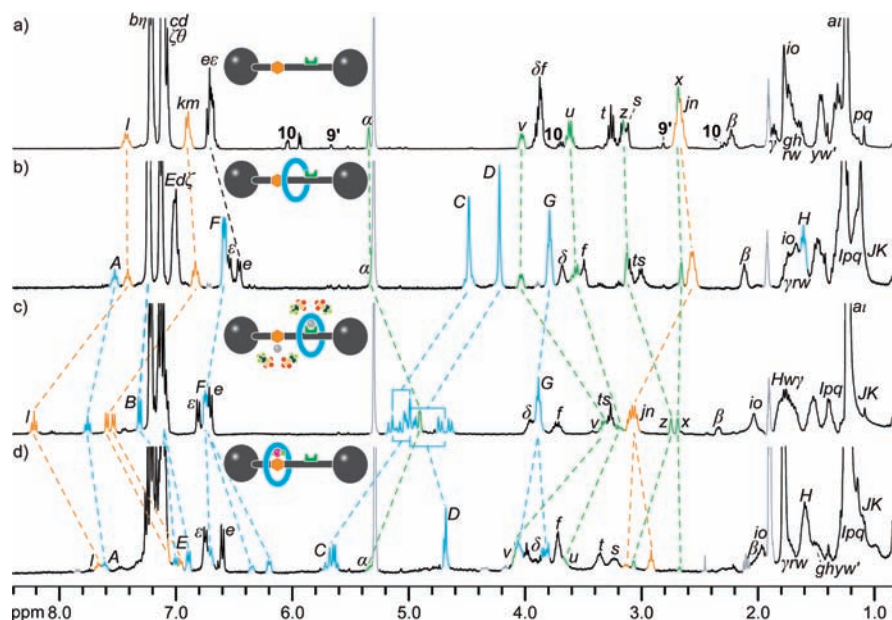 a) bη cd ζθ eε l km 10 9' α δf 10 v u t z s x jn 9' 10 β γ io gh rw yw' aι pq
b) A Edζ F ε e α C D G v δ f ts β io γrw H Ipq JK
c) l B F ε e C D G δ f v ts jn z x β io Hwγ Ipq aι JK
d) l A E ε e C α D v δ f u t s β io γrw H ghyw' Ipq JK
ppm 8.0 7.0 6.0 5.0 4.0 3.0 2.0 1.0